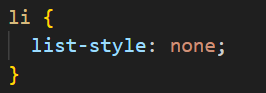 li {
  list-style: none;
}